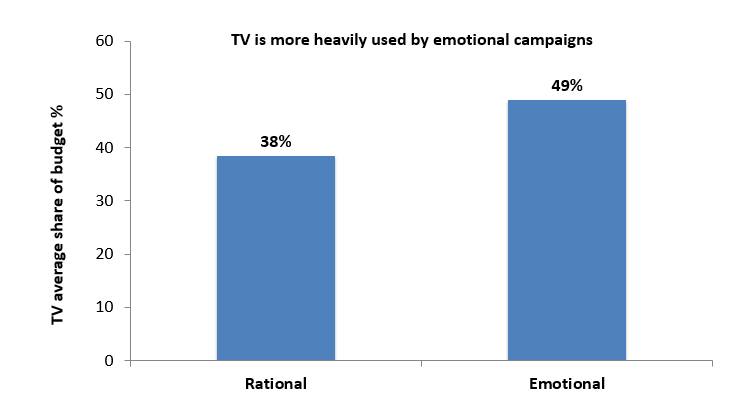 TV is more heavily used by emotional campaigns
TV average share of budget %
60
50
40
30
20
10
0
38%
49%
Rational
Emotional